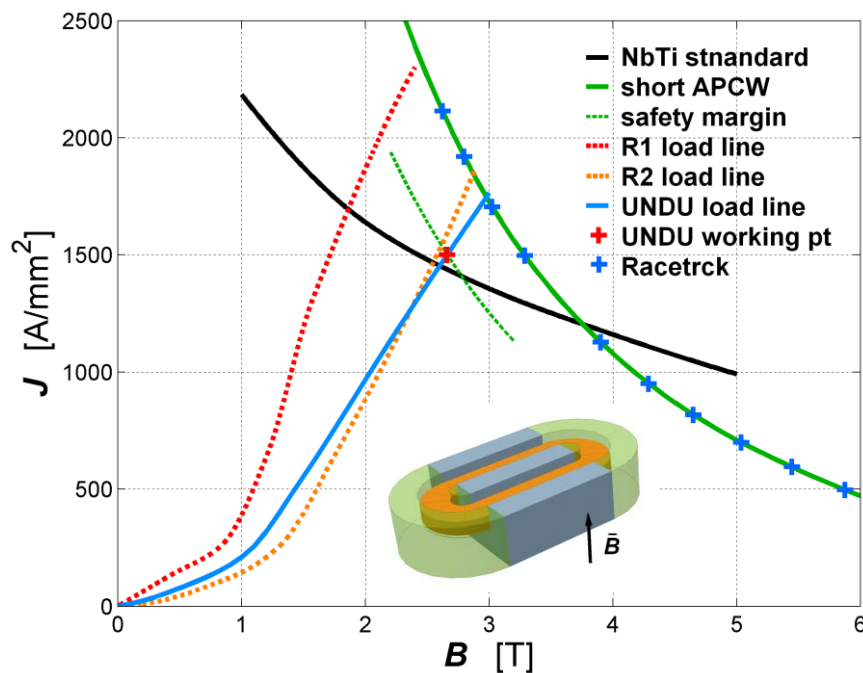 2500
2000
1500
1000
500
0
J [A/mm²]
NbTi stnandard
short APCW
safety margin
R1 load line
R2 load line
UNDU load line
UNDU working pt
Racetrck
B̄
0 1 2 3 4 5 6
B [T]